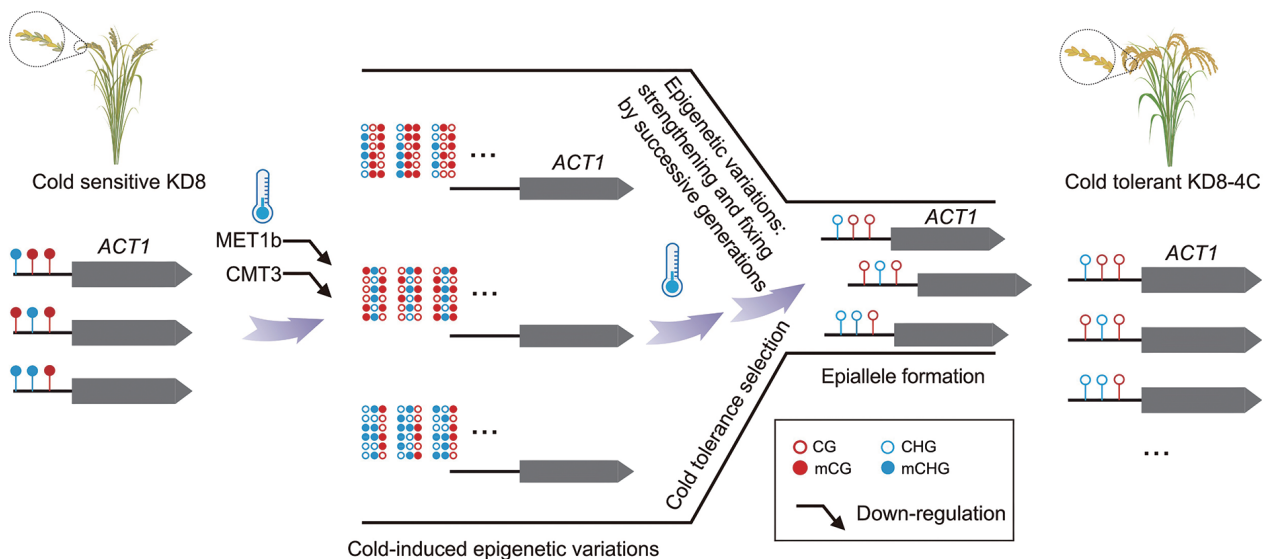 Cold sensitive KD8
ACT1
MET1b
CMT3
...
ACT1
...
...
Cold-induced epigenetic variations
Epigenetic variations:
strengthening and fixing
by successive generations
Cold tolerance selection
ACT1
Epiallele formation
CG
CHG
mCG
mCHG
Down-regulation
Cold tolerant KD8-4C
ACT1
...